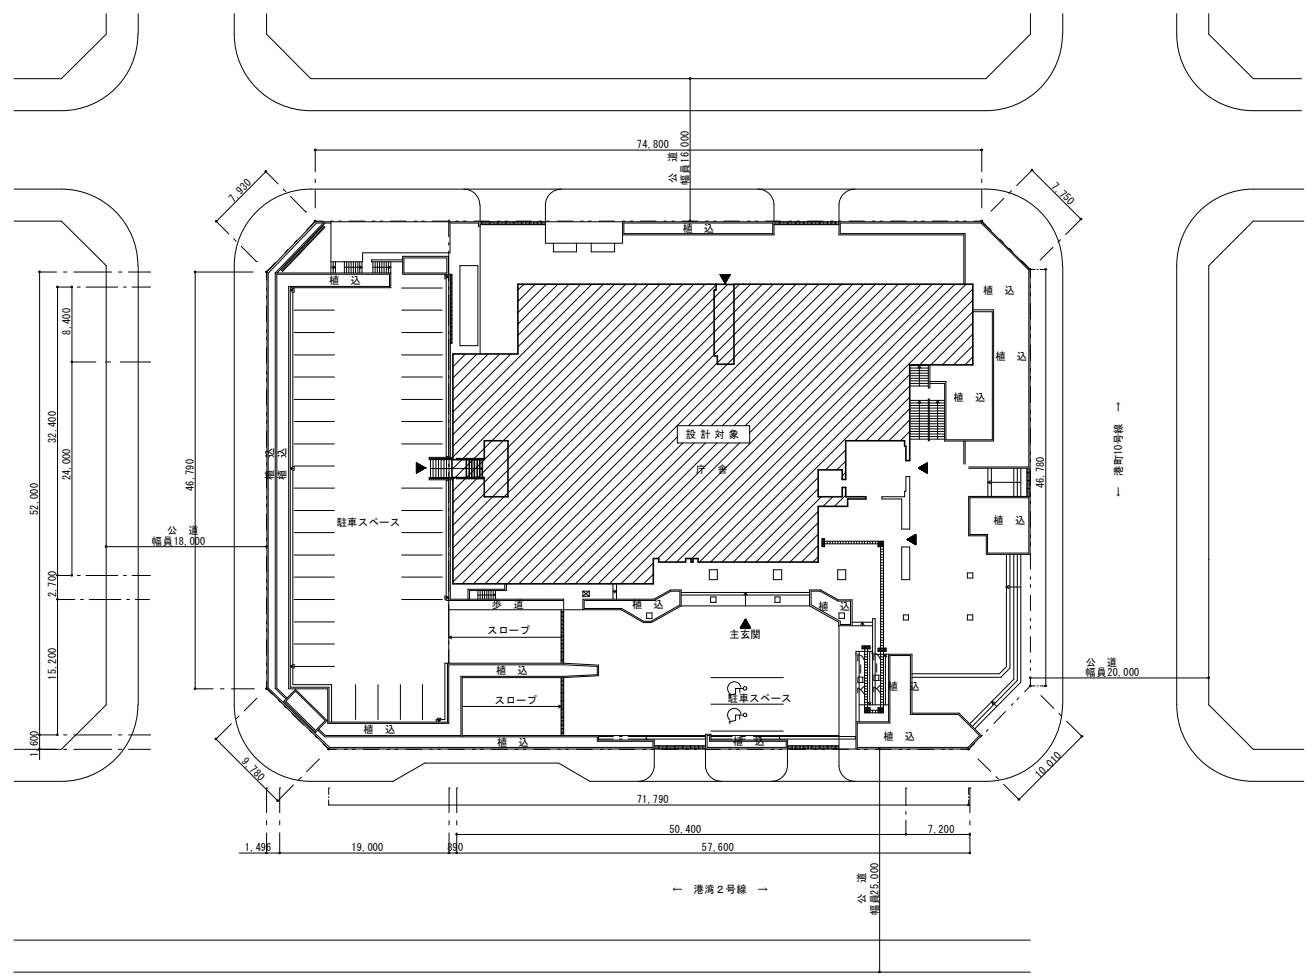 74,800
公　道
幅員16,000
7,930
7,750
植　込
植　込
植　込
8,400
植　込
植　込
設計対象
32,400
24,000
46,790
植　込
植　込
庁　舎
← 港町10号線 →
46,780
52,000
駐車スペース
植　込
公　道
幅員18,000
2,700
歩　道
植　込
植　込
スロープ
主玄関
15,200
植　込
公　道
幅員20,000
植　込
スロープ
駐車スペース
植　込
植　込
植　込
植　込
1,600
9,780
10,010
71,790
50,400
7,200
1,496
19,000
890
57,600
公　道
幅員25,000
← 港湾２号線 →